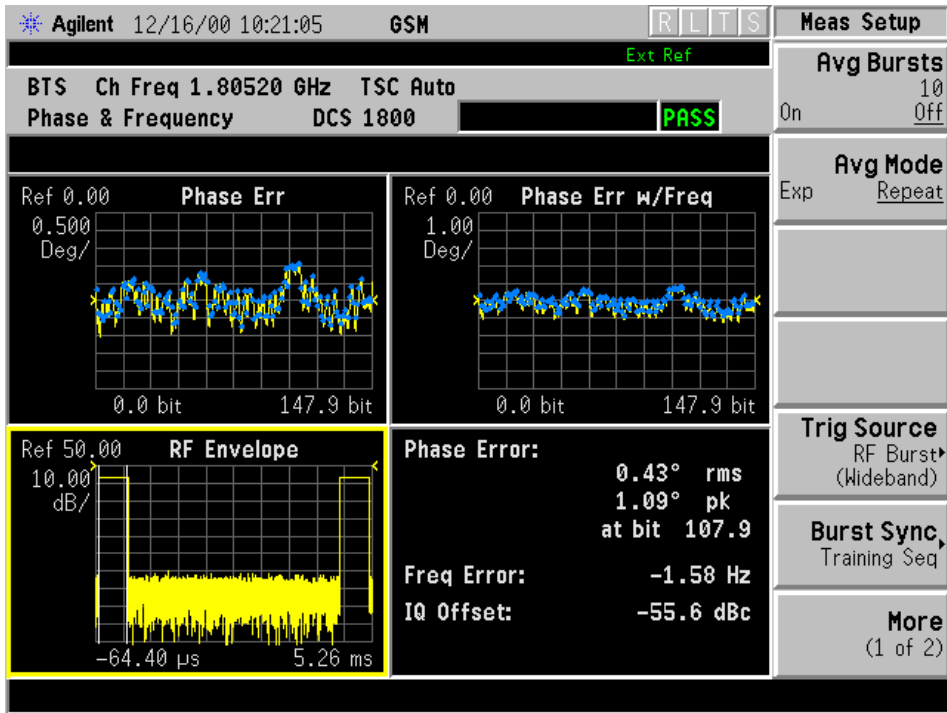 Agilent 12/16/00 10:21:05 GSM R L T S
Ext Ref
BTS Ch Freq 1.80520 GHz TSC Auto
Phase & Frequency DCS 1800 PASS
Ref 0.00 Phase Err
0.500
Deg/
0.0 bit 147.9 bit
Ref 0.00 Phase Err w/Freq
1.00
Deg/
0.0 bit 147.9 bit
Ref 50.00 RF Envelope
10.00
dB/
-64.40 µs 5.26 ms
Phase Error:
0.43° rms
1.09° pk
at bit 107.9
Freq Error: -1.58 Hz
IQ Offset: -55.6 dBc
Meas Setup
Avg Bursts
10
On Off
Avg Mode
Exp Repeat
Trig Source
RF Burst
(Wideband)
Burst Sync
Training Seq
More
(1 of 2)